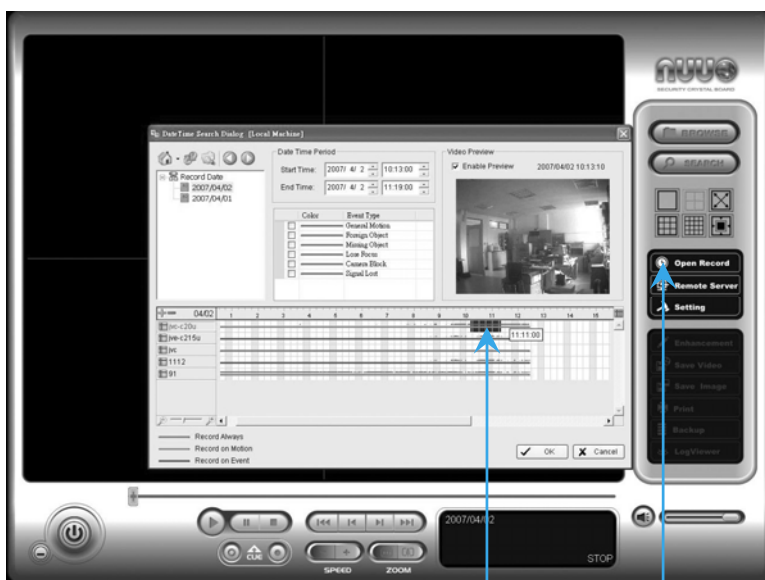 NUUO
SECURITY CRYSTAL BOARD
BROWSE
SEARCH
Open Record
Remote Server
Setting
Enhancement
Save Video
Save Image
Print
Backup
LogViewer
DateTime Search Dialog [Local Machine]
Record Date
2007/04/02
2007/04/01
Date Time Period
Start Time: 2007/ 4/ 2 10:13:00
End Time: 2007/ 4/ 2 11:19:00
Color Event Type
General Motion
Foreign Object
Missing Object
Lose Focus
Camera Block
Signal Lost
Video Preview
Enable Preview 2007/04/02 10:13:10
04/02 1 2 3 4 5 6 7 8 9 10 11 12 13 14 15
jvc-c20u
jvc-c215u
jvc
1112
91
11:11:00
Record Always
Record on Motion
Record on Event
OK Cancel
CUE
SPEED
ZOOM
2007/04/02
STOP